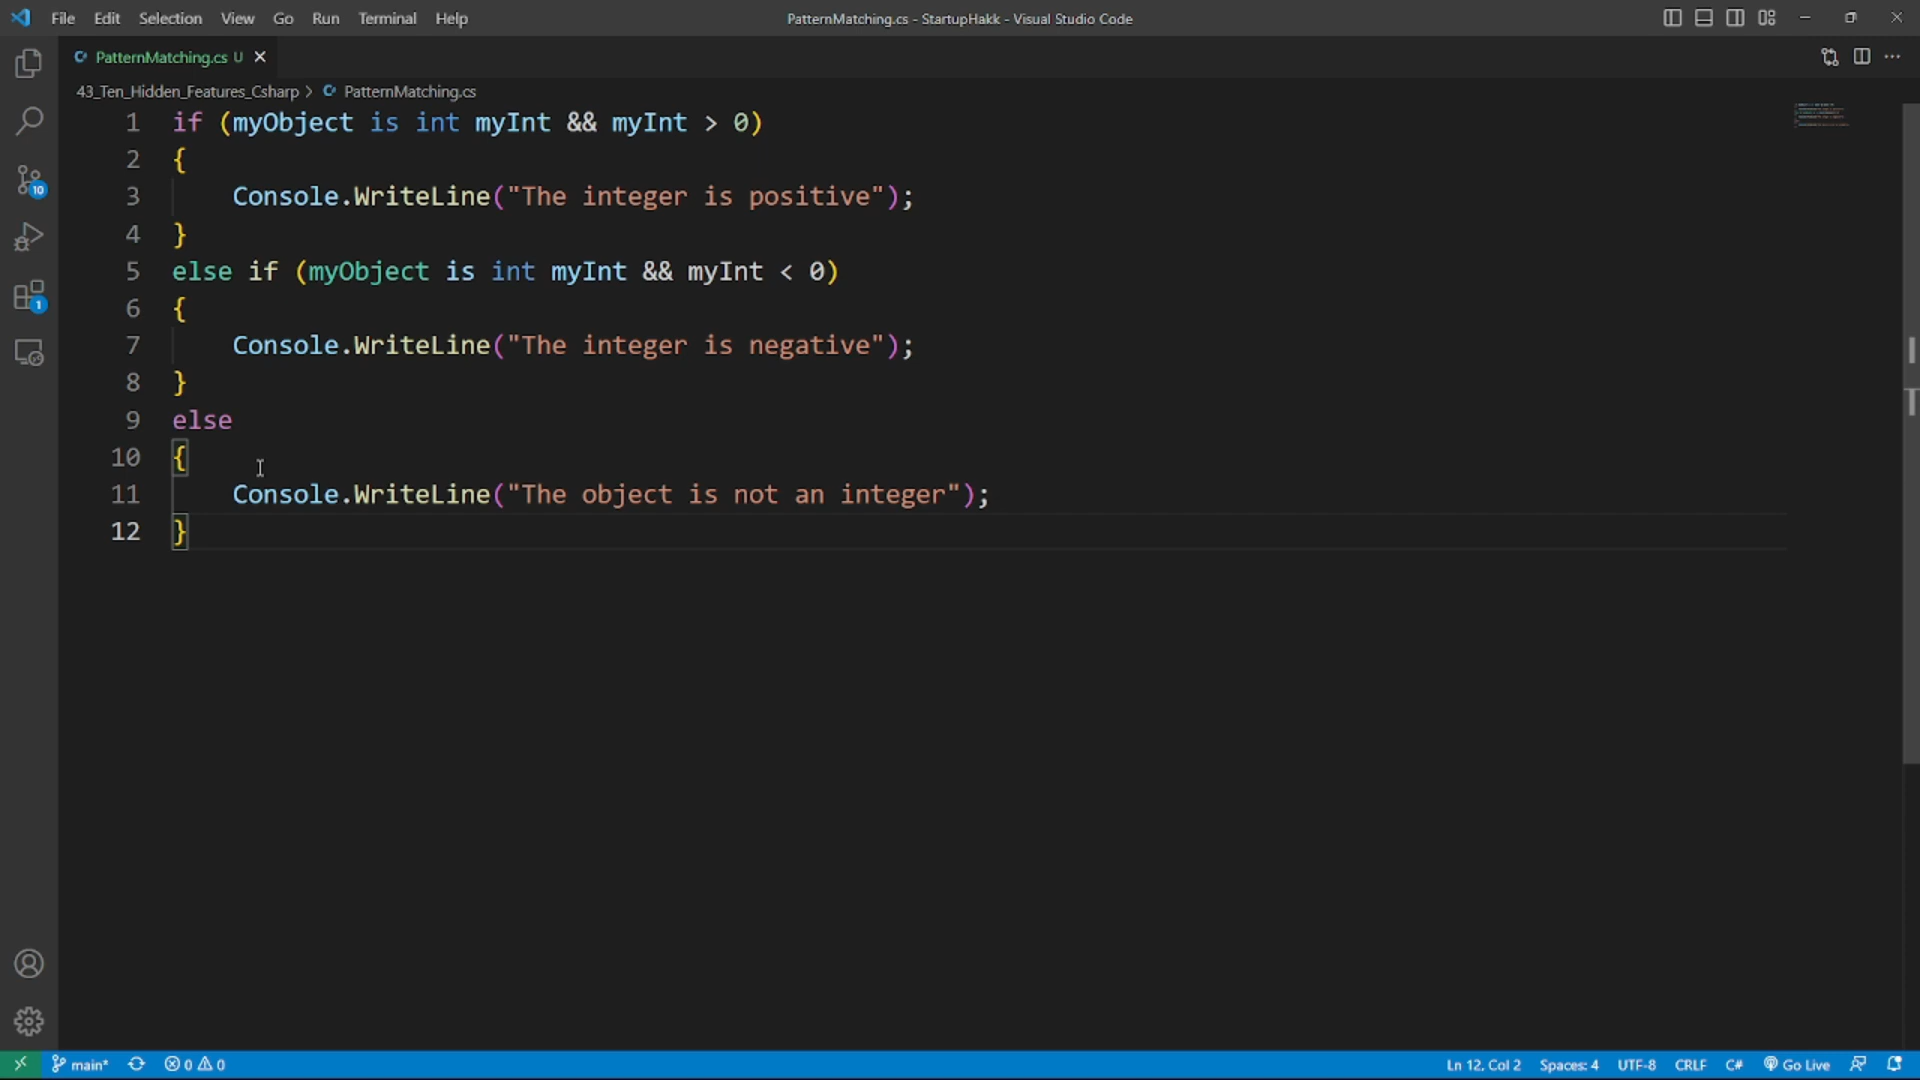 File Edit Selection View Go Run Terminal Help
PatternMatching.cs - StartupHakk - Visual Studio Code
PatternMatching.cs U
43_Ten_Hidden_Features_Csharp > PatternMatching.cs
1 if (myObject is int myInt && myInt > 0)
2 {
3 Console.WriteLine("The integer is positive");
4 }
5 else if (myObject is int myInt && myInt < 0)
6 {
7 Console.WriteLine("The integer is negative");
8 }
9 else
10 {
11 Console.WriteLine("The object is not an integer");
12 }
10
1
main* 0 0
Ln 12, Col 2 Spaces: 4 UTF-8 CRLF C# Go Live